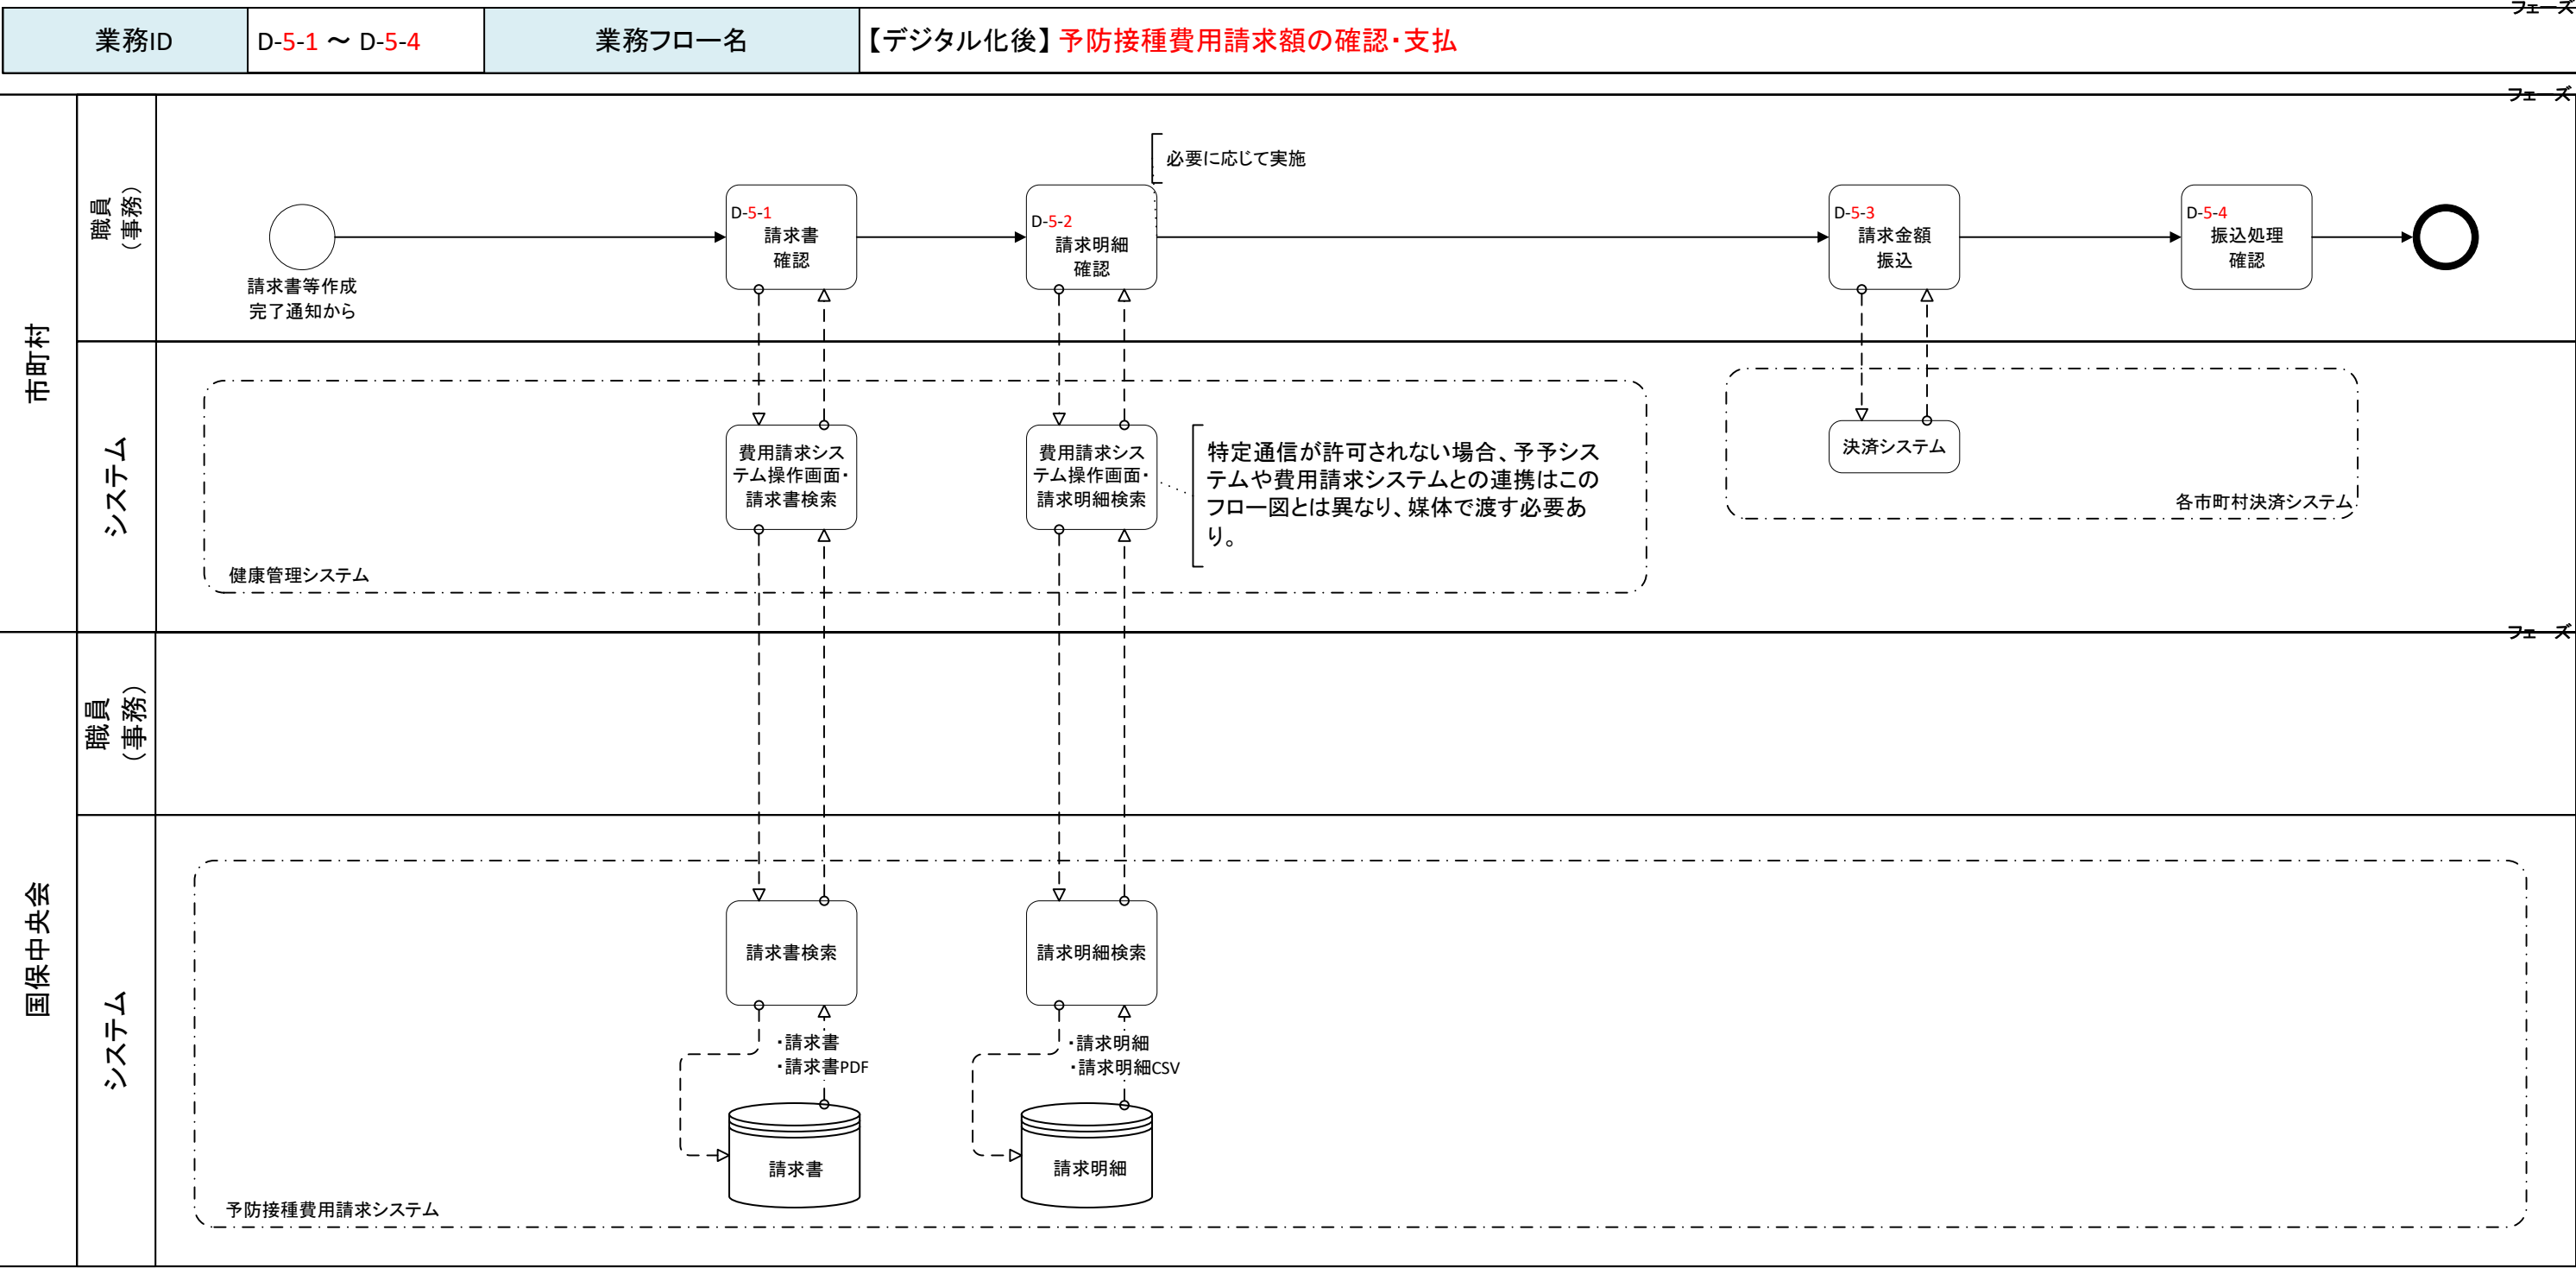 フェーズ
業務ID
D-5-1 ～ D-5-4
業務フロー名
【デジタル化後】予防接種費用請求額の確認・支払
フェーズ
市町村
職員
（事務）
必要に応じて実施
請求書等作成
完了通知から
D-5-1
請求書
確認
D-5-2
請求明細
確認
D-5-3
請求金額
振込
D-5-4
振込処理
確認
システム
費用請求シス
テム操作画面・
請求書検索
費用請求シス
テム操作画面・
請求明細検索
特定通信が許可されない場合、予予シス
テムや費用請求システムとの連携はこの
フロー図とは異なり、媒体で渡す必要あ
り。
健康管理システム
決済システム
各市町村決済システム
フェーズ
国保中央会
職員
（事務）
システム
請求書検索
請求明細検索
・請求書
・請求書PDF
・請求明細
・請求明細CSV
請求書
請求明細
予防接種費用請求システム